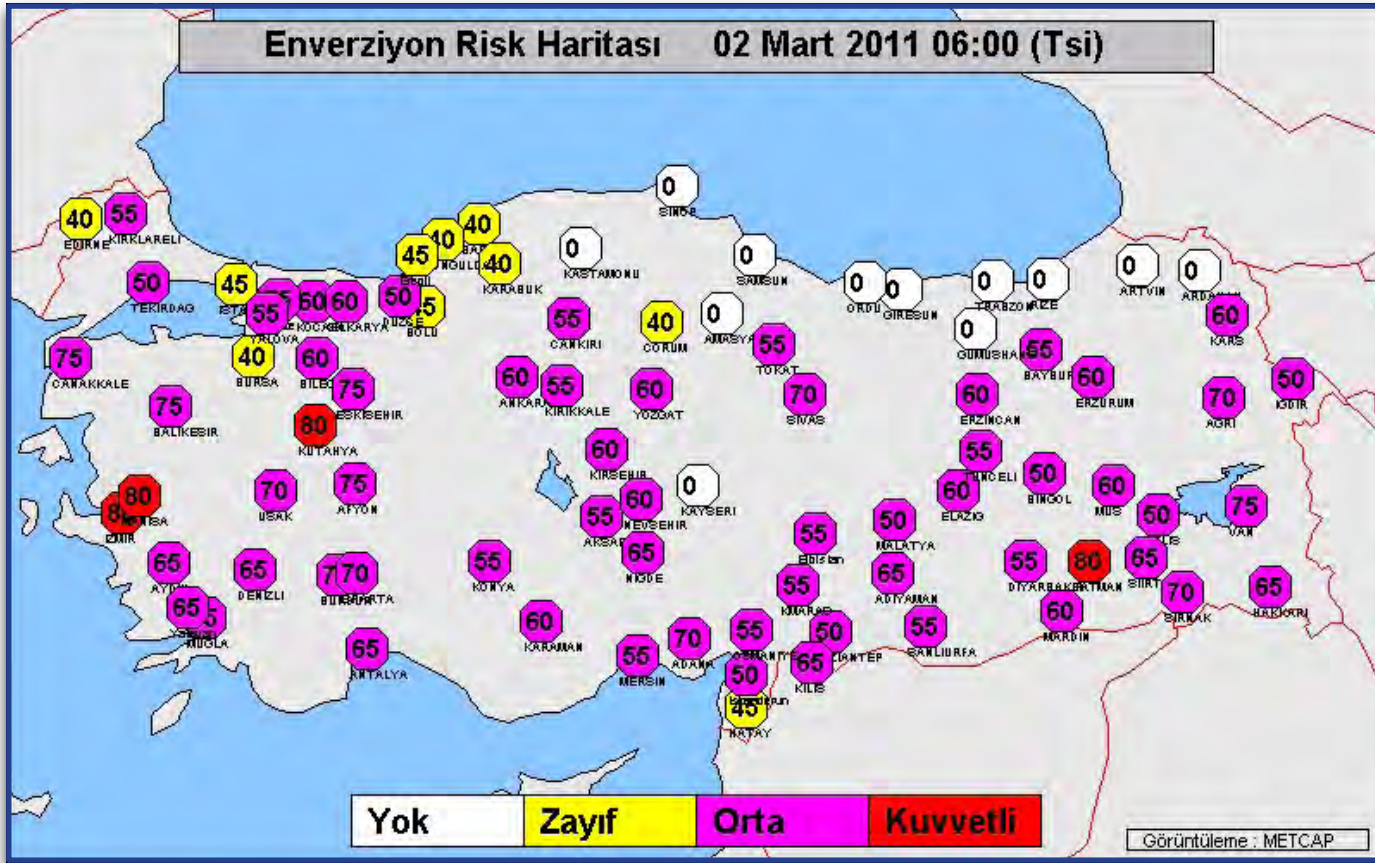 Enverziyon Risk Haritası 02 Mart 2011 06:00 (Tsi)
0
SINOP
40
EDIRNE
55
KIRKLARELI
40
40
45
40
KARABUK
0
KASTAMONU
0
SAMSUN
0
ORDU
0
GIRESUN
0
TRABZON
0
RIZE
0
ARTVIN
0
ARDAHAN
50
TEKIRDAG
45
55
YALOVA
60
KOCAELI
60
SAKARYA
50
DUZCE
45
BOLU
55
CANKIRI
40
CORUM
0
AMASYA
55
TOKAT
0
GUMUSHANE
55
BAYBURT
60
KARS
75
CANAKKALE
40
BURSA
60
BILECIK
75
ESKISEHIR
60
ANKARA
55
KIRIKKALE
60
YOZGAT
70
SIVAS
60
ERZINCAN
60
ERZURUM
70
AGRI
50
IGDIR
75
BALIKESIR
80
KUTAHYA
60
KIRSEHIR
55
TUNCELI
50
BINGOL
60
MUS
80
IZMIR
80
MANISA
70
USAK
75
AFYON
55
AKSARAY
60
NEVSEHIR
0
KAYSERI
60
ELAZIG
50
75
VAN
65
AYDIN
65
DENIZLI
BURDUR
70
ISPARTA
55
KONYA
65
NIGDE
55
Elbistan
50
MALATYA
65
ADIYAMAN
55
DIYARBAKIR
80
BATMAN
65
SIIRT
70
SIRNAK
65
HAKKARI
65
MUGLA
65
ANTALYA
60
KARAMAN
55
MERSIN
70
ADANA
55
OSMANIYE
55
KMARAS
50
GAZIANTEP
65
KILIS
55
SANLIURFA
60
MARDIN
50
Iskenderun
45
HATAY
Yok Zayıf Orta Kuvvetli
Görüntüleme : METCAP